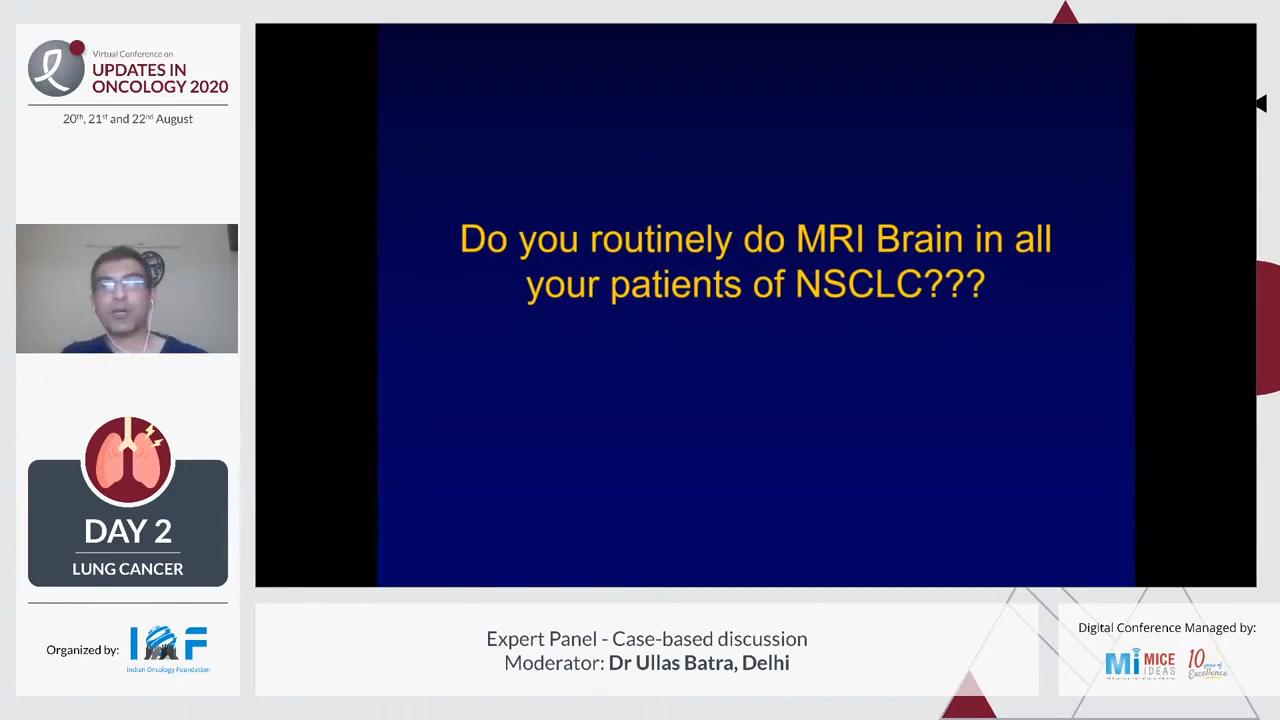 Virtual Conference on
UPDATES IN
ONCOLOGY 2020
20th, 21st and 22nd August
Do you routinely do MRI Brain in all
your patients of NSCLC???
DAY 2
LUNG CANCER
Organized by:
IOF
Indian Oncology Foundation
Expert Panel - Case-based discussion
Moderator: Dr Ullas Batra, Delhi
Digital Conference Managed by:
Mi MICE
IDEAS
10 years of
Excellence